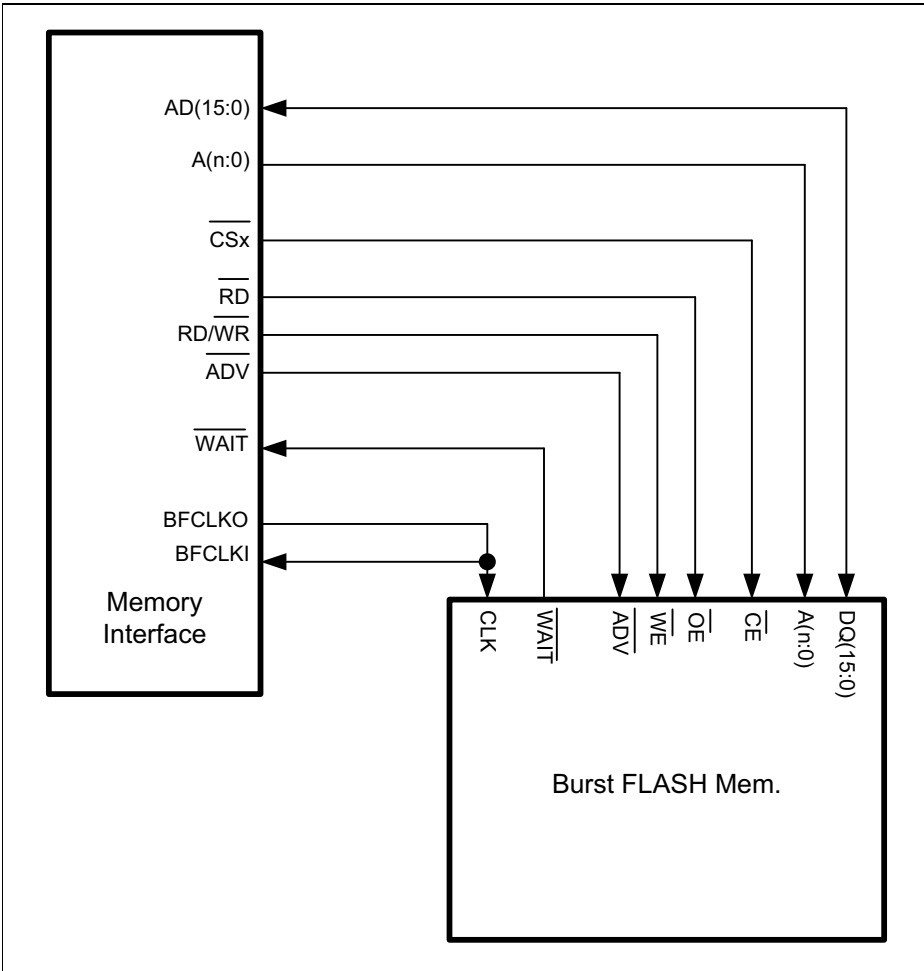 AD(15:0)
A(n:0)
CSx
RD
RD/WR
ADV
WAIT
BFCLKO
BFCLKI
Memory
Interface
CLK
WAIT
ADV
WE
OE
CE
A(n:0)
DQ(15:0)
Burst FLASH Mem.